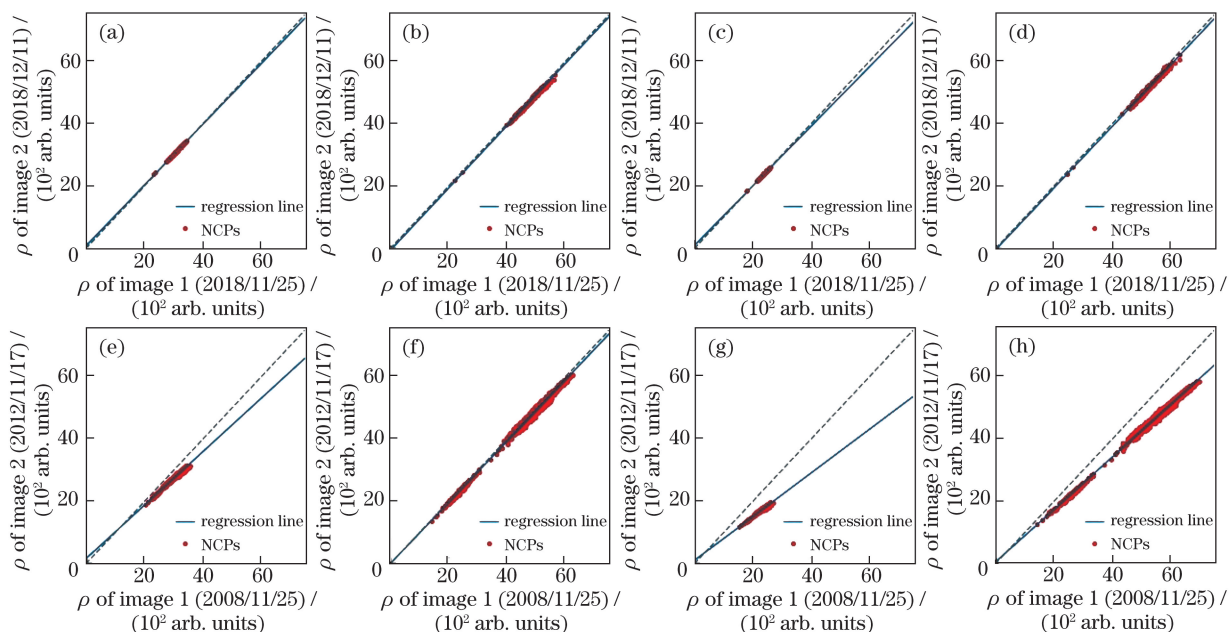 (a)
ρ of image 2 (2018/12/11) /
(10² arb. units)
60
40
20
0
20 40 60
regression line
NCPs
ρ of image 1 (2018/11/25) /
(10² arb. units)
(b)
ρ of image 2 (2018/12/11) /
(10² arb. units)
60
40
20
0
20 40 60
regression line
NCPs
ρ of image 1 (2018/11/25) /
(10² arb. units)
(c)
ρ of image 2 (2018/12/11) /
(10² arb. units)
60
40
20
0
20 40 60
regression line
NCPs
ρ of image 1 (2018/11/25) /
(10² arb. units)
(d)
ρ of image 2 (2018/12/11) /
(10² arb. units)
60
40
20
0
20 40 60
regression line
NCPs
ρ of image 1 (2018/11/25) /
(10² arb. units)
(e)
ρ of image 2 (2012/11/17) /
(10² arb. units)
60
40
20
0
20 40 60
regression line
NCPs
ρ of image 1 (2008/11/25) /
(10² arb. units)
(f)
ρ of image 2 (2012/11/17) /
(10² arb. units)
60
40
20
0
20 40 60
regression line
NCPs
ρ of image 1 (2008/11/25) /
(10² arb. units)
(g)
ρ of image 2 (2012/11/17) /
(10² arb. units)
60
40
20
0
20 40 60
regression line
NCPs
ρ of image 1 (2008/11/25) /
(10² arb. units)
(h)
ρ of image 2 (2012/11/17) /
(10² arb. units)
60
40
20
0
20 40 60
regression line
NCPs
ρ of image 1 (2008/11/25) /
(10² arb. units)